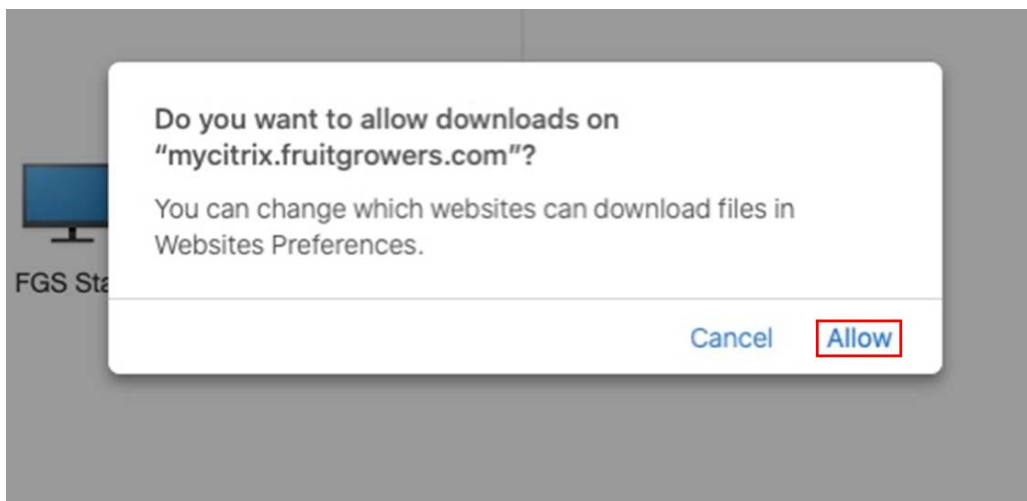 Do you want to allow downloads on
“mycitrix.fruitgrowers.com”?
You can change which websites can download files in
Websites Preferences.
FGS Sta
Cancel Allow